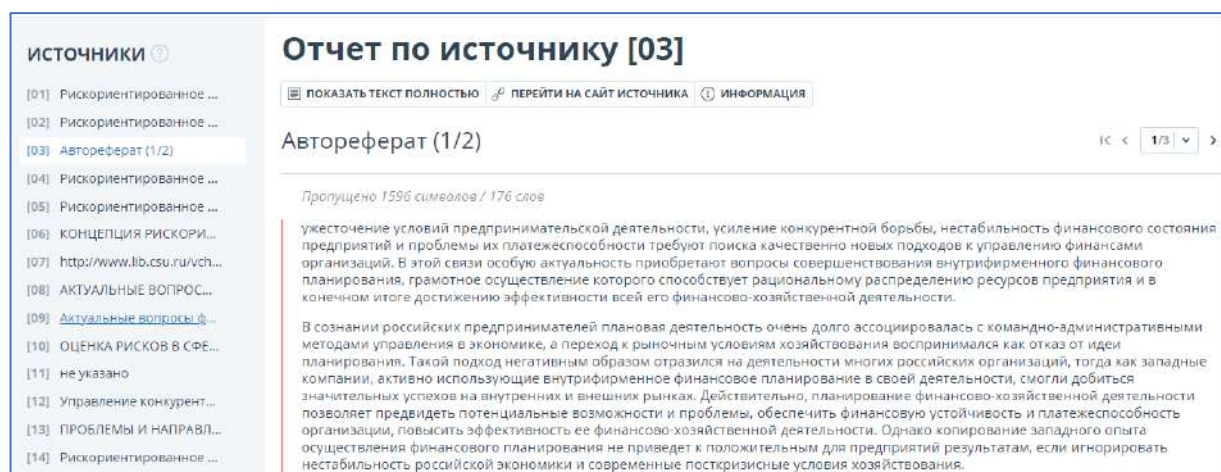 ИСТОЧНИКИ
[01] Рискориентированное ...
[02] Рискориентированное ...
[03] Автореферат (1/2)
[04] Рискориентированное ...
[05] Рискориентированное ...
[06] КОНЦЕПЦИЯ РИСКОРИ...
[07] http://www.lib.csu.ru/vch...
[08] АКТУАЛЬНЫЕ ВОПРОС...
[09] Актуальные вопросы ф...
[10] ОЦЕНКА РИСКОВ В СФЕ...
[11] не указано
[12] Управление конкурент...
[13] ПРОБЛЕМЫ И НАПРАВЛ...
[14] Рискориентированное ...
Отчет по источнику [03]
ПОКАЗАТЬ ТЕКСТ ПОЛНОСТЬЮ ПЕРЕЙТИ НА САЙТ ИСТОЧНИКА ИНФОРМАЦИЯ
Автореферат (1/2)
1/3
Пропущено 1596 символов / 176 слов
ужесточение условий предпринимательской деятельности, усиление конкурентной борьбы, нестабильность финансового состояния
предприятий и проблемы их платежеспособности требуют поиска качественно новых подходов к управлению финансами
организаций. В этой связи особую актуальность приобретают вопросы совершенствования внутрифирменного финансового
планирования, грамотное осуществление которого способствует рациональному распределению ресурсов предприятия и в
конечном итоге достижению эффективности всей его финансово-хозяйственной деятельности.
В сознании российских предпринимателей плановая деятельность очень долго ассоциировалась с командно-административными
методами управления в экономике, а переход к рыночным условиям хозяйствования воспринимался как отказ от идеи
планирования. Такой подход негативным образом отразился на деятельности многих российских организаций, тогда как западные
компании, активно использующие внутрифирменное финансовое планирование в своей деятельности, смогли добиться
значительных успехов на внутренних и внешних рынках. Действительно, планирование финансово-хозяйственной деятельности
позволяет предвидеть потенциальные возможности и проблемы, обеспечить финансовую устойчивость и платежеспособность
организации, повысить эффективность ее финансово-хозяйственной деятельности. Однако копирование западного опыта
осуществления финансового планирования не приведет к положительным для предприятий результатам, если игнорировать
нестабильность российской экономики и современные посткризисные условия хозяйствования.